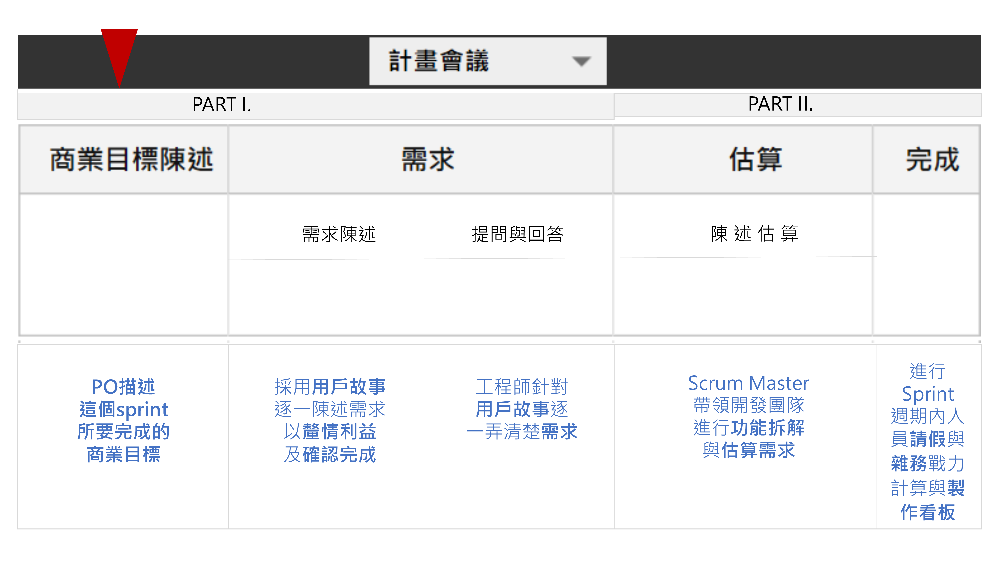 計畫會議
PART I.
PART II.
商業目標陳述
需求
估算
完成
需求陳述
提問與回答
陳 述 估 算
PO描述
這個sprint
所要完成的
商業目標
採用用戶故事
逐一陳述需求
以釐情利益
及確認完成
工程師針對
用戶故事逐
一弄清楚需求
Scrum Master
帶領開發團隊
進行功能拆解
與估算需求
進行
Sprint
週期內人
員請假與
雜務戰力
計算與製
作看板